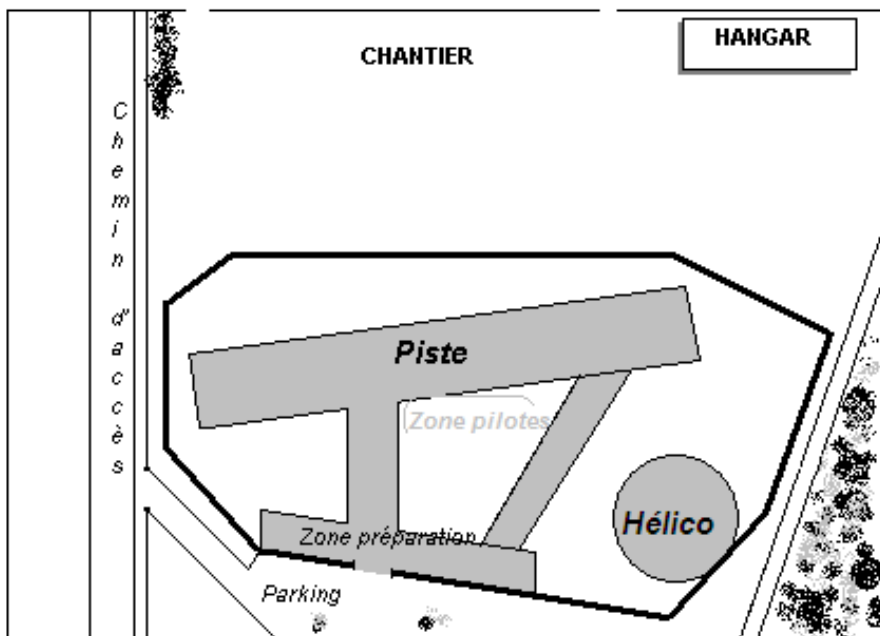 CHANTIER
HANGAR
Chemin d'accès
Piste
Zone pilotes
Hélico
Zone préparation
Parking